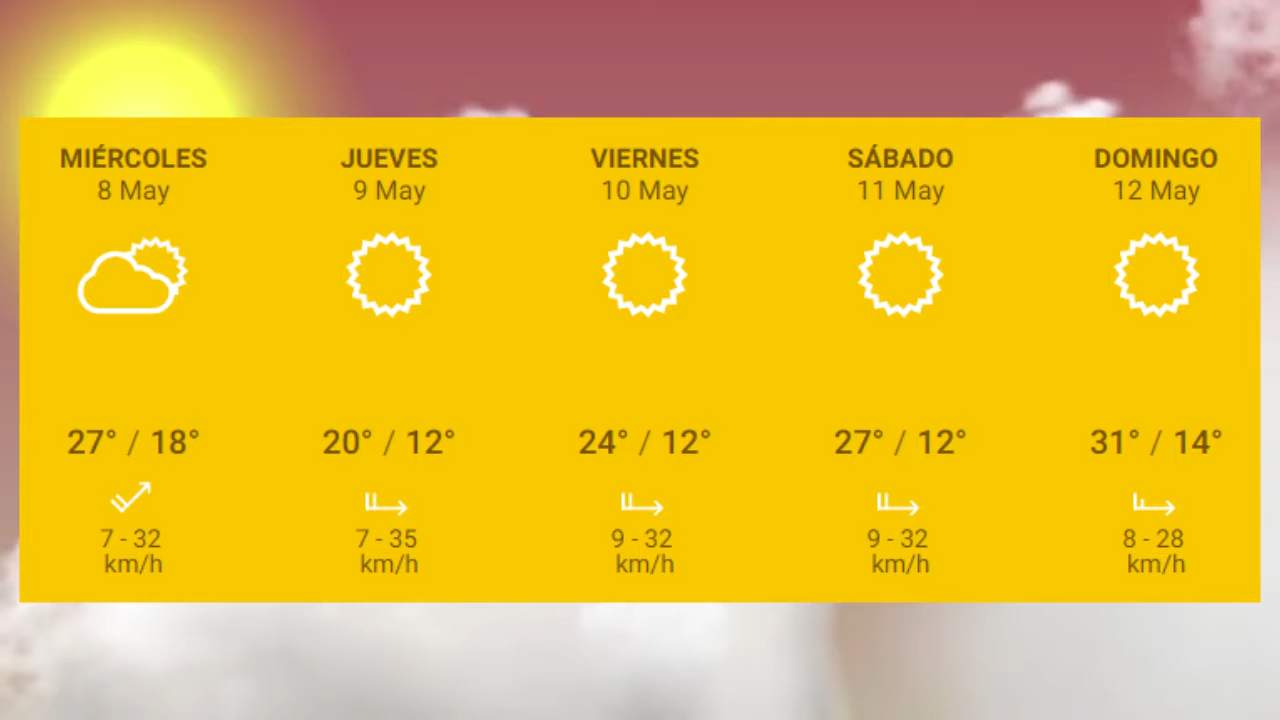 MIÉRCOLES
8 May
27° / 18°
7 - 32
km/h
JUEVES
9 May
20° / 12°
7 - 35
km/h
VIERNES
10 May
24° / 12°
9 - 32
km/h
SÁBADO
11 May
27° / 12°
9 - 32
km/h
DOMINGO
12 May
31° / 14°
8 - 28
km/h